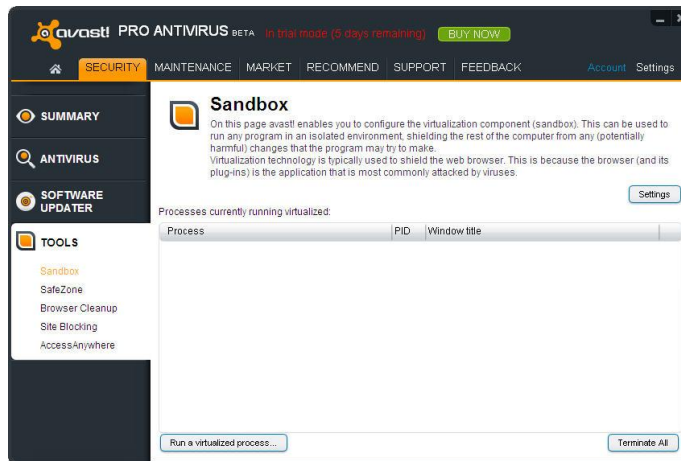 avast! PRO ANTIVIRUS BETA In trial mode (5 days remaining) BUY NOW
SECURITY MAINTENANCE MARKET RECOMMEND SUPPORT FEEDBACK Account Settings
SUMMARY
ANTIVIRUS
SOFTWARE
UPDATER
TOOLS
Sandbox
SafeZone
Browser Cleanup
Site Blocking
AccessAnywhere
Sandbox
On this page avast! enables you to configure the virtualization component (sandbox). This can be used to
run any program in an isolated environment, shielding the rest of the computer from any (potentially
harmful) changes that the program may try to make.
Virtualization technology is typically used to shield the web browser. This is because the browser (and its
plug-ins) is the application that is most commonly attacked by viruses.
Settings
Processes currently running virtualized:
Process PID Window title
Run a virtualized process... Terminate All